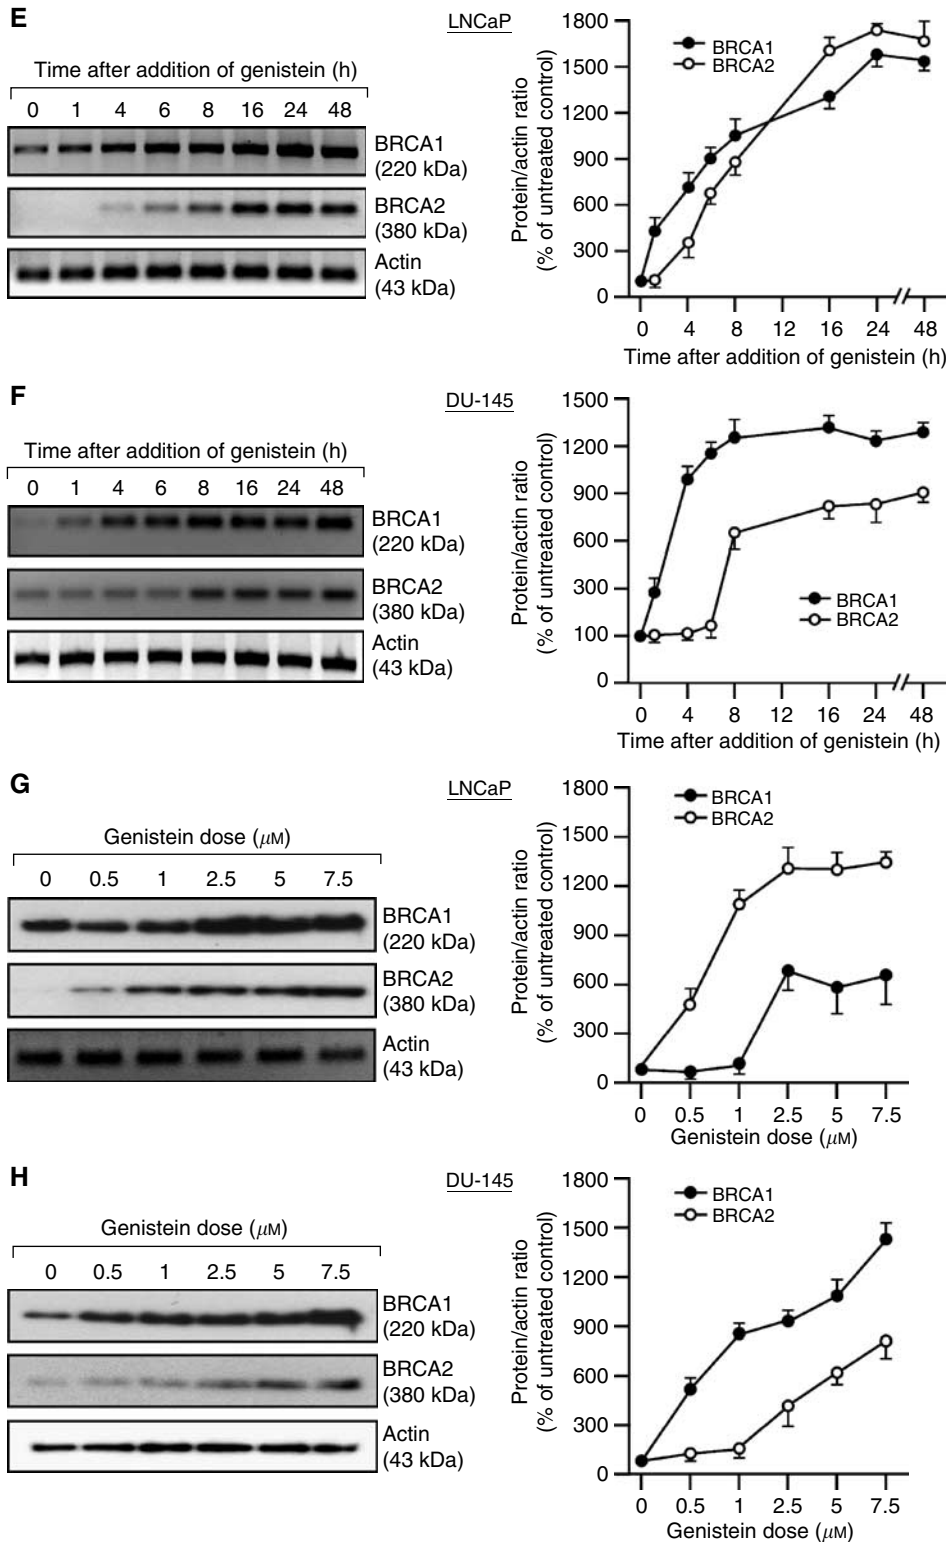 E
LNCaP
Time after addition of genistein (h)
0 1 4 6 8 16 24 48
BRCA1
(220 kDa)
BRCA2
(380 kDa)
Actin
(43 kDa)
Protein/actin ratio
(% of untreated control)
1800
1500
1200
900
600
300
0
BRCA1
BRCA2
0 4 8 12 16 24 48
Time after addition of genistein (h)
F
DU-145
Time after addition of genistein (h)
0 1 4 6 8 16 24 48
BRCA1
(220 kDa)
BRCA2
(380 kDa)
Actin
(43 kDa)
Protein/actin ratio
(% of untreated control)
1500
1200
900
600
300
100
0
BRCA1
BRCA2
0 4 8 12 16 24 48
Time after addition of genistein (h)
G
LNCaP
Genistein dose (μM)
0 0.5 1 2.5 5 7.5
BRCA1
(220 kDa)
BRCA2
(380 kDa)
Actin
(43 kDa)
Protein/actin ratio
(% of untreated control)
1800
1500
1200
900
600
300
0
BRCA1
BRCA2
0 0.5 1 2.5 5 7.5
Genistein dose (μM)
H
DU-145
Genistein dose (μM)
0 0.5 1 2.5 5 7.5
BRCA1
(220 kDa)
BRCA2
(380 kDa)
Actin
(43 kDa)
Protein/actin ratio
(% of untreated control)
1800
1500
1200
900
600
300
0
BRCA1
BRCA2
0 0.5 1 2.5 5 7.5
Genistein dose (μM)